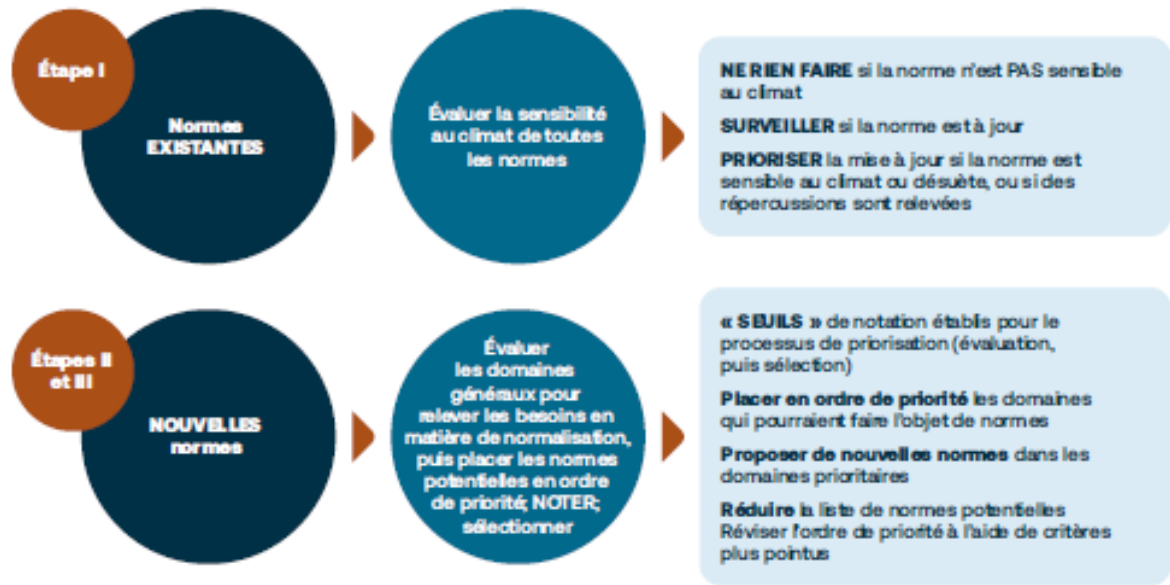 Étape I
Normes
EXISTANTES
Évaluer la sensibilité
au climat de toutes
les normes
NE RIEN FAIRE si la norme n'est PAS sensible
au climat
SURVEILLER si la norme est à jour
PRIORISER la mise à jour si la norme est
sensible au climat ou désuète, ou si des
répercussions sont relevées
Étapes II
et III
NOUVELLES
normes
Évaluer
les domaines
généraux pour
relever les besoins en
matière de normalisation,
puis placer les normes
potentielles en ordre
de priorité; NOTER;
sélectionner
« SEUILS » de notation établis pour le
processus de priorisation (évaluation,
puis sélection)
Placer en ordre de priorité les domaines
qui pourraient faire l'objet de normes
Proposer de nouvelles normes dans les
domaines prioritaires
Réduire la liste de normes potentielles
Réviser l'ordre de priorité à l'aide de critères
plus pointus